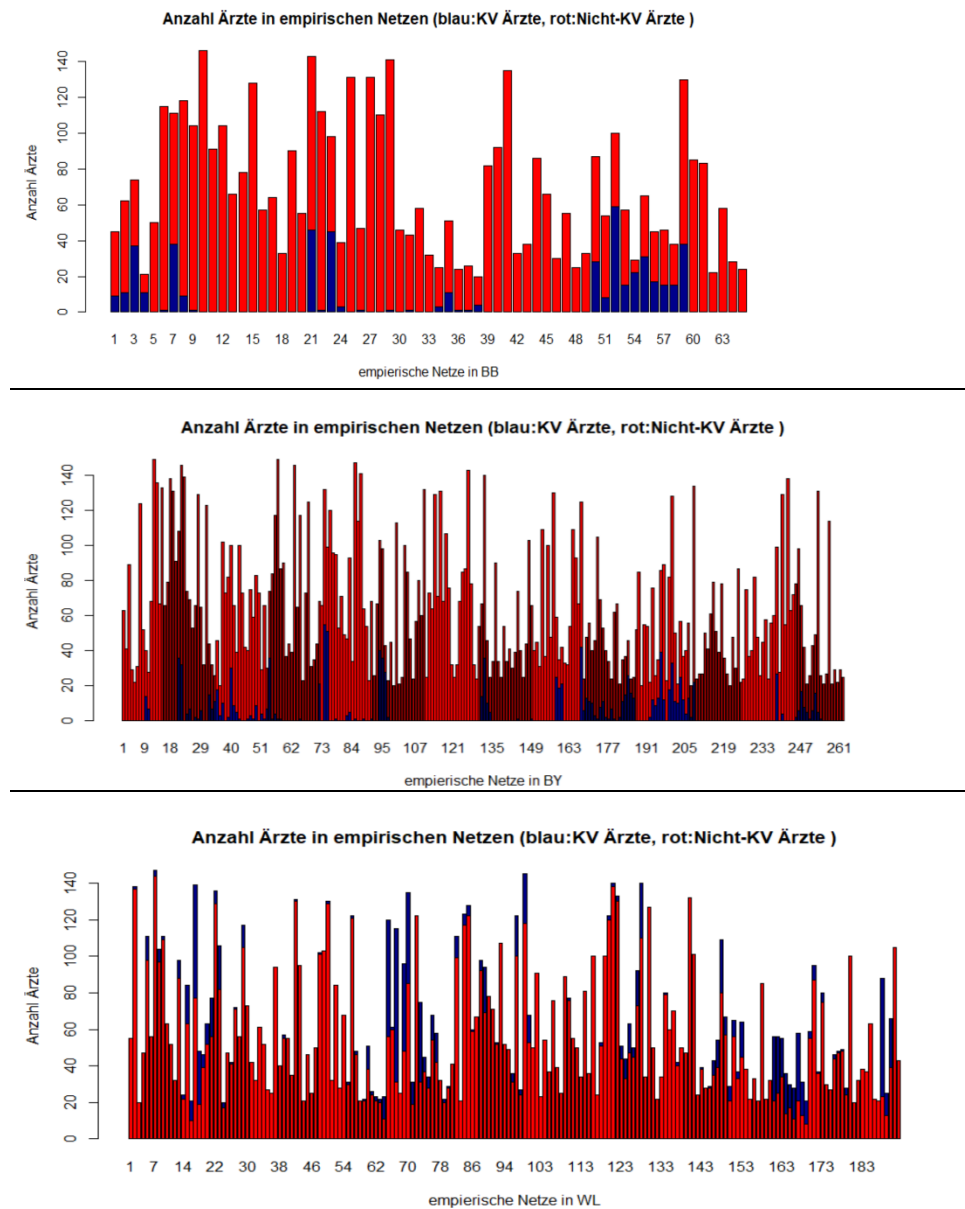 Anzahl Ärzte in empirischen Netzen (blau:KV Ärzte, rot:Nicht-KV Ärzte )
Anzahl Ärzte
140
120
100
80
60
40
20
0
1 3 5 7 9 12 15 18 21 24 27 30 33 36 39 42 45 48 51 54 57 60 63
empierische Netze in BB
Anzahl Ärzte in empirischen Netzen (blau:KV Ärzte, rot:Nicht-KV Ärzte )
Anzahl Ärzte
140
120
100
80
60
40
20
0
1 9 18 29 40 51 62 73 84 95 107 121 135 149 163 177 191 205 219 233 247 261
empierische Netze in BY
Anzahl Ärzte in empirischen Netzen (blau:KV Ärzte, rot:Nicht-KV Ärzte )
Anzahl Ärzte
140
120
100
80
60
40
20
0
1 7 14 22 30 38 46 54 62 70 78 86 94 103 113 123 133 143 153 163 173 183
empierische Netze in WL